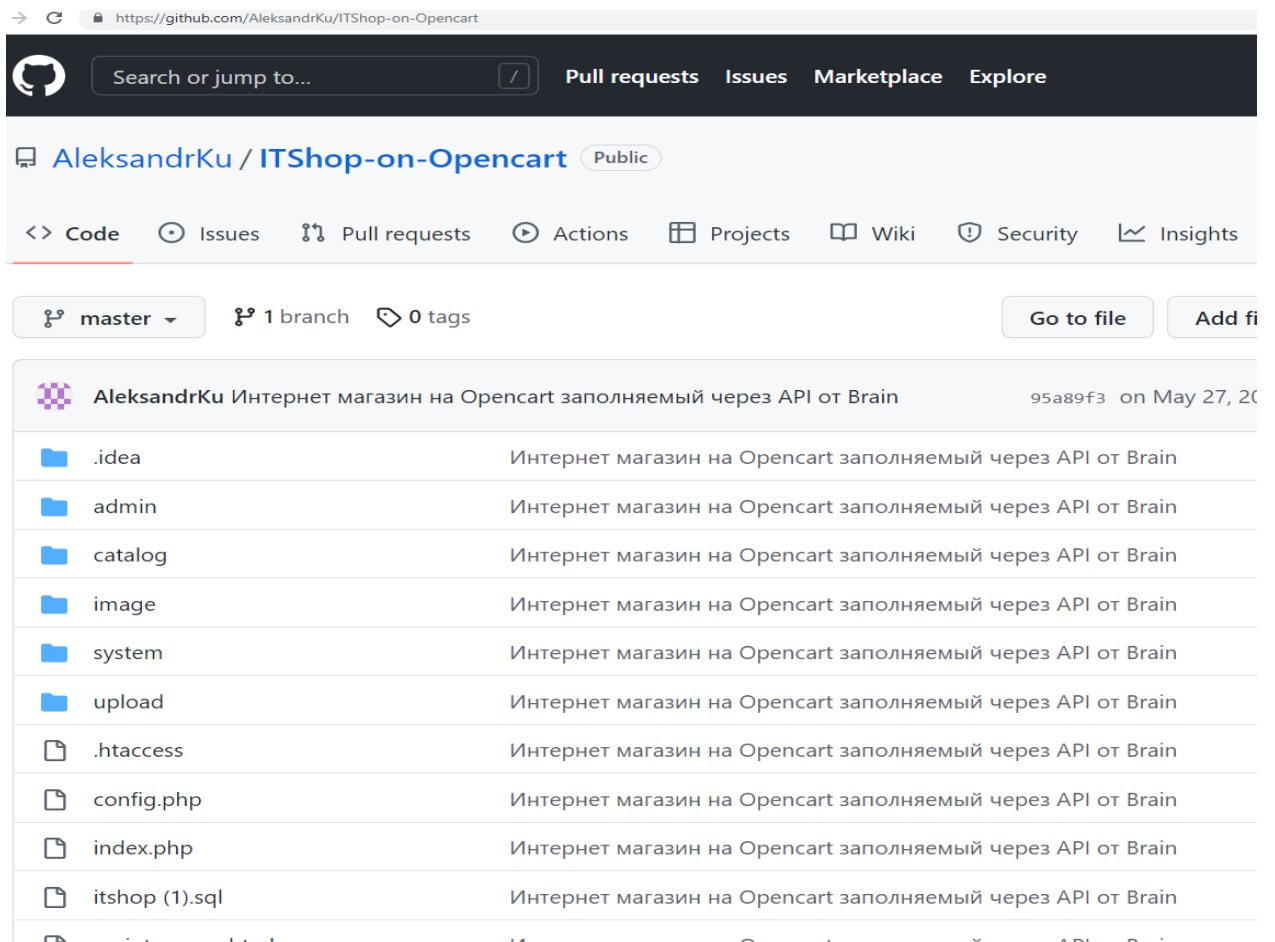 https://github.com/AleksandrKu/ITShop-on-Opencart
Search or jump to... / Pull requests Issues Marketplace Explore
AleksandrKu / ITShop-on-Opencart Public
Code Issues Pull requests Actions Projects Wiki Security Insights
master 1 branch 0 tags Go to file Add fi
AleksandrKu Интернет магазин на Opencart заполняемый через API от Brain 95a89f3 on May 27, 20
.idea Интернет магазин на Opencart заполняемый через API от Brain
admin Интернет магазин на Opencart заполняемый через API от Brain
catalog Интернет магазин на Opencart заполняемый через API от Brain
image Интернет магазин на Opencart заполняемый через API от Brain
system Интернет магазин на Opencart заполняемый через API от Brain
upload Интернет магазин на Opencart заполняемый через API от Brain
.htaccess Интернет магазин на Opencart заполняемый через API от Brain
config.php Интернет магазин на Opencart заполняемый через API от Brain
index.php Интернет магазин на Opencart заполняемый через API от Brain
itshop (1).sql Интернет магазин на Opencart заполняемый через API от Brain